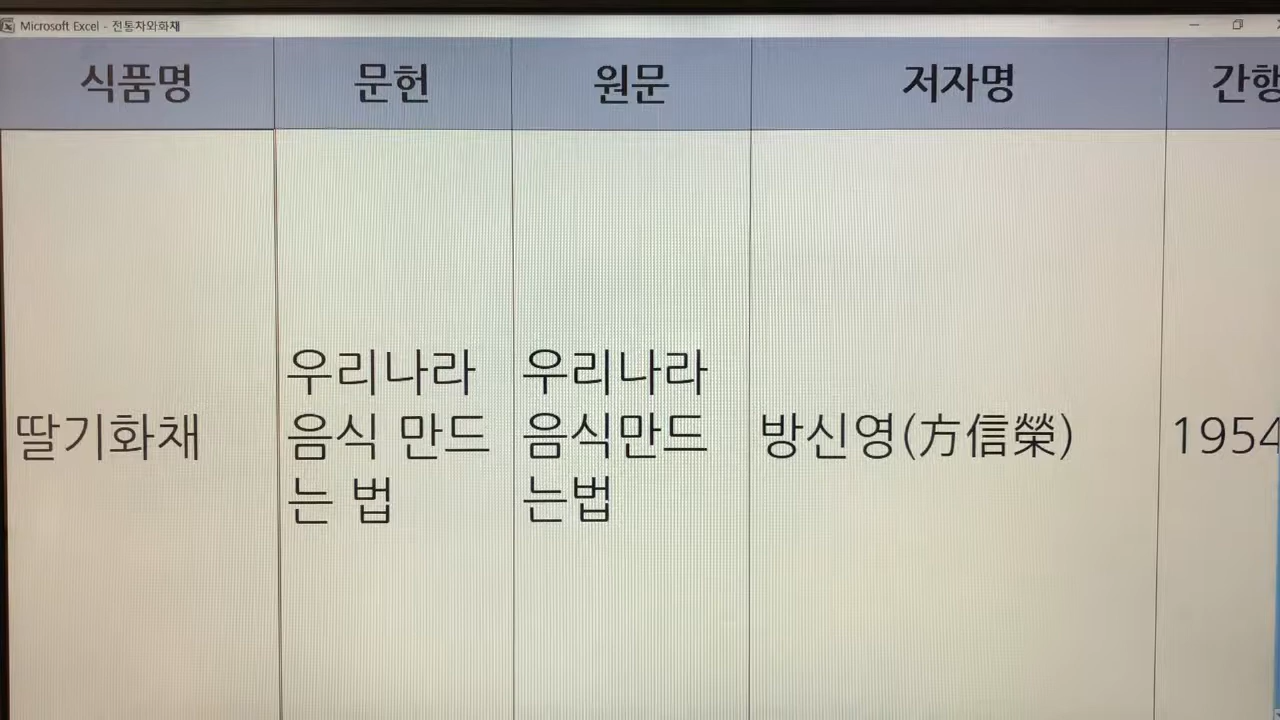 Microsoft Excel - 전통차와화채
식품명 문헌 원문 저자명 간행
딸기화채 우리나라 음식 만드는 법 우리나라 음식만드는법 방신영(方信榮) 1954